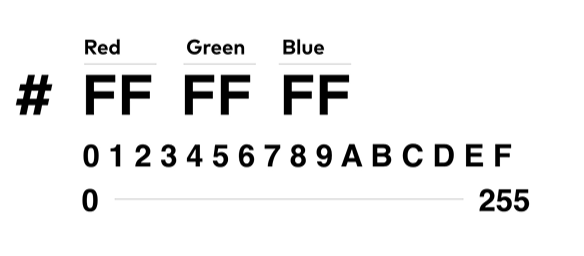 Red Green Blue
# FF FF FF
0 1 2 3 4 5 6 7 8 9 A B C D E F
0 255